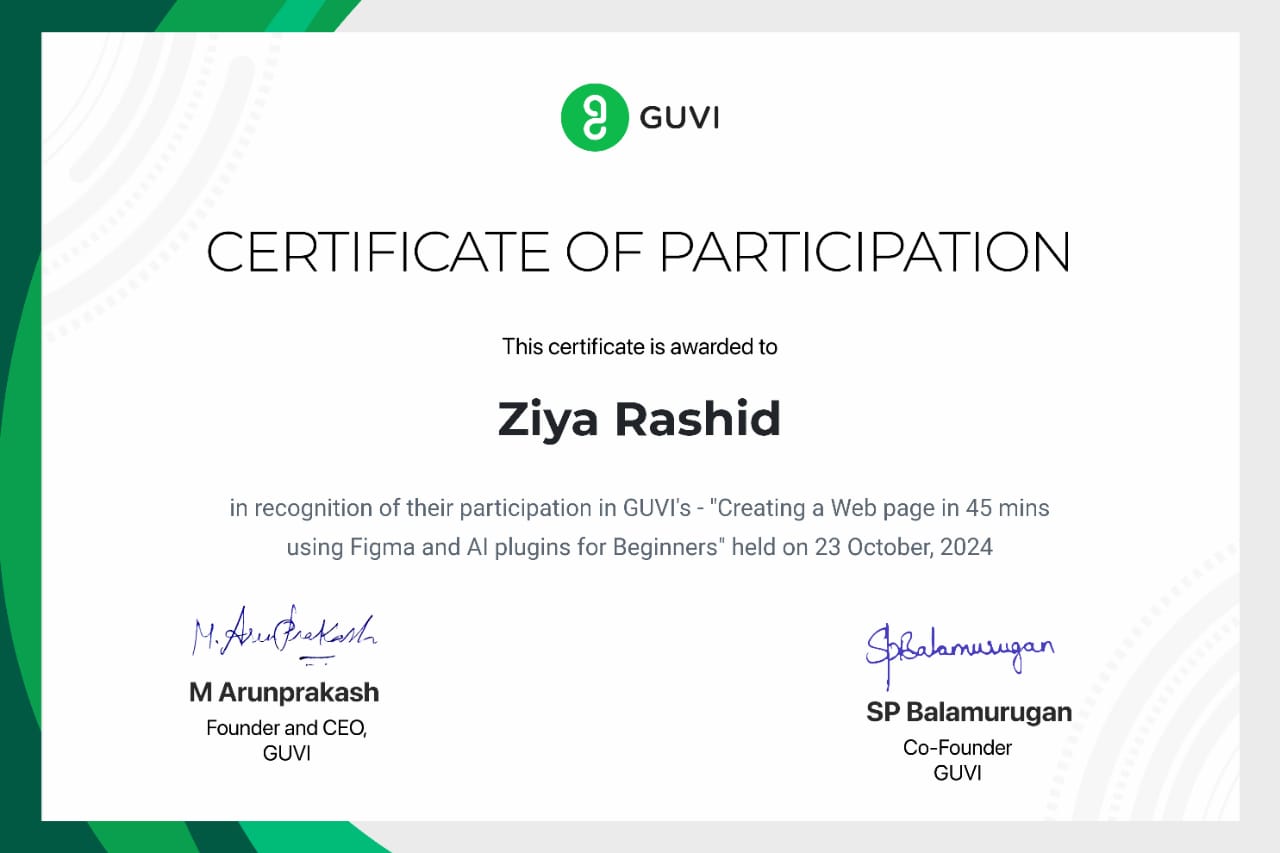 GUVI
CERTIFICATE OF PARTICIPATION
This certificate is awarded to
Ziya Rashid
in recognition of their participation in GUVI's - "Creating a Web page in 45 mins
using Figma and AI plugins for Beginners" held on 23 October, 2024
M. ArunPrakash
M Arunprakash
Founder and CEO,
GUVI
SPBalamurugan
SP Balamurugan
Co-Founder
GUVI